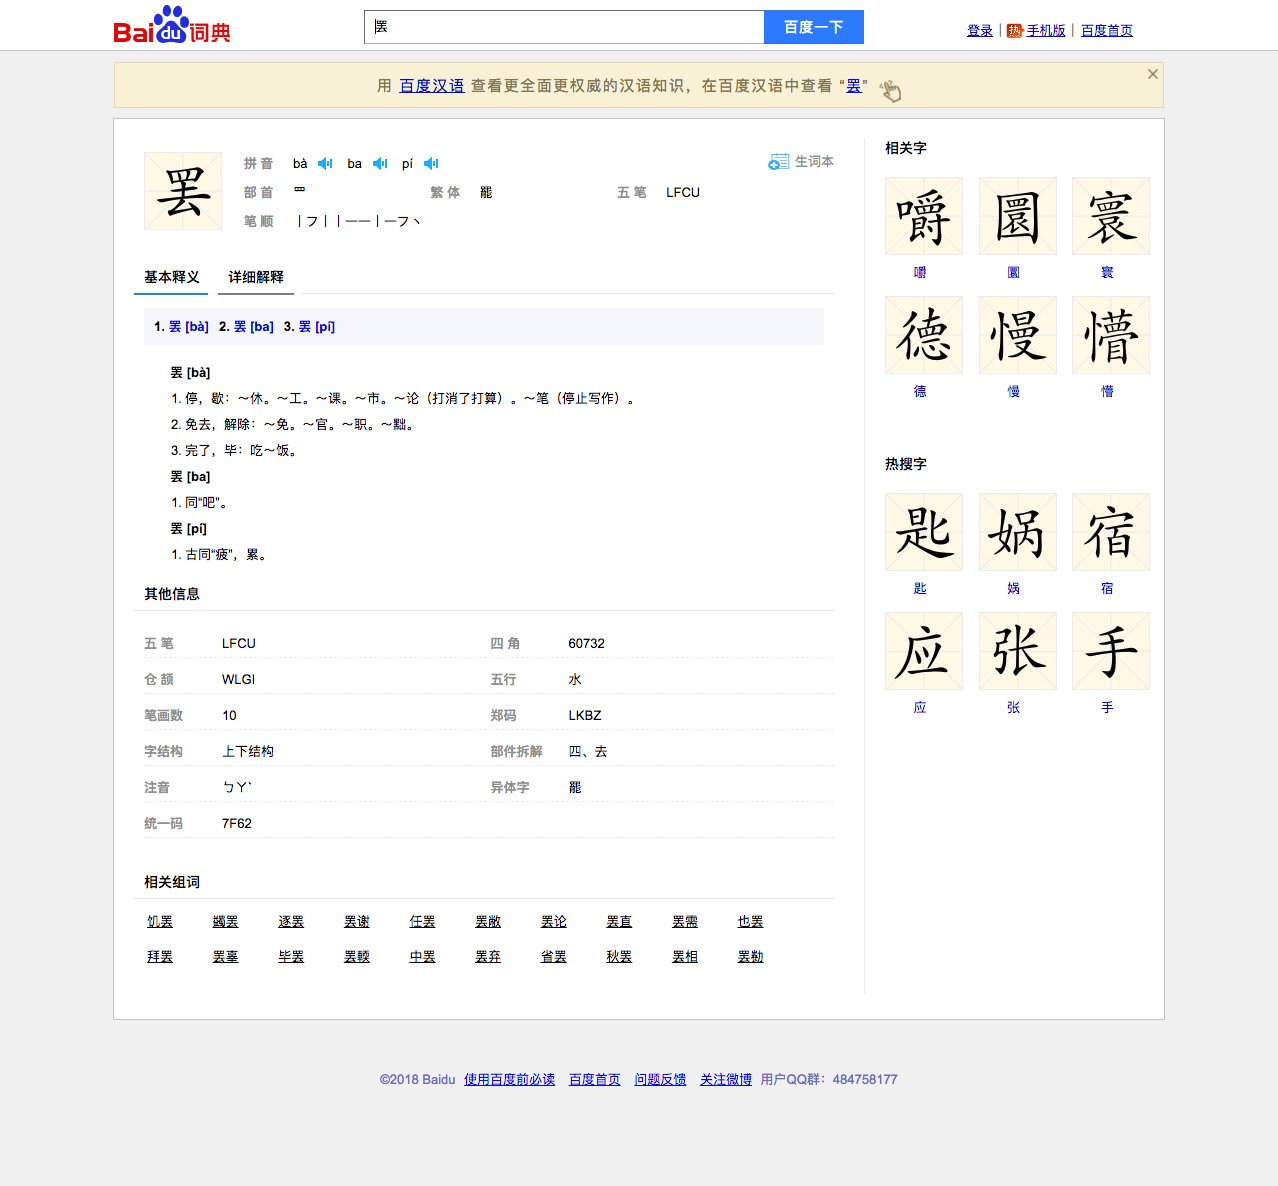 Baidu词典
罢
百度一下
登录 | 热 手机版 | 百度首页
用 百度汉语 查看更全面更权威的汉语知识，在百度汉语中查看 “罢”
罢
拼 音 bà ba pí
生词本
部 首 罒 繁 体 罷 五 笔 LFCU
笔 顺 丨フ丨丨一一丨一フ丶
基本释义 详细解释
1. 罢 [bà] 2. 罢 [ba] 3. 罢 [pí]
罢 [bà]
1. 停，歇：～休。～工。～课。～市。～论（打消了打算）。～笔（停止写作）。
2. 免去，解除：～免。～官。～职。～黜。
3. 完了，毕：吃～饭。
罢 [ba]
1. 同“吧”。
罢 [pí]
1. 古同“疲”，累。
其他信息
五 笔 LFCU 四 角 60732
仓 颉 WLGI 五行 水
笔画数 10 郑码 LKBZ
字结构 上下结构 部件拆解 四、去
注音 ㄅㄚˋ 异体字 罷
统一码 7F62
相关组词
饥罢 蠲罢 逐罢 罢谢 任罢 罢敝 罢论 罢直 罢需 也罢
拜罢 罢辜 毕罢 罢輭 中罢 罢弃 省罢 秋罢 罢相 罢勌
相关字
嚼 圜 寰
嚼 圜 寰
德 慢 懵
德 慢 懵
热搜字
匙 娲 宿
匙 娲 宿
应 张 手
应 张 手
©2018 Baidu 使用百度前必读 百度首页 问题反馈 关注微博 用户QQ群：484758177